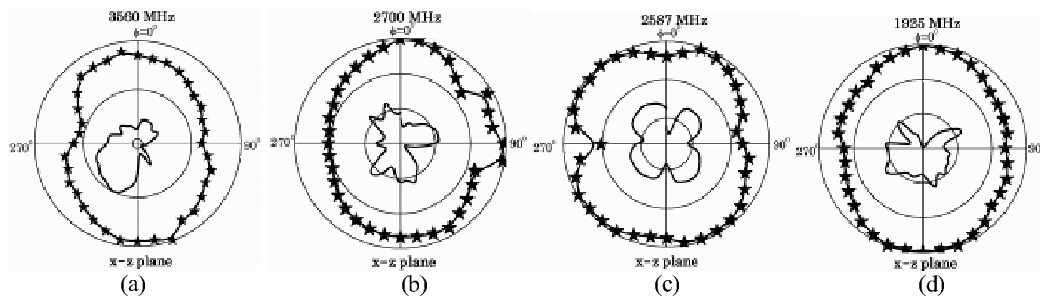 3560 MHz
ϕ=0°
270°
90°
x-z plane
(a)
2700 MHz
ϕ=0°
270°
90°
x-z plane
(b)
2587 MHz
ϕ=0°
270°
90°
x-z plane
(c)
1925 MHz
ϕ=0°
270°
90
x-z plane
(d)